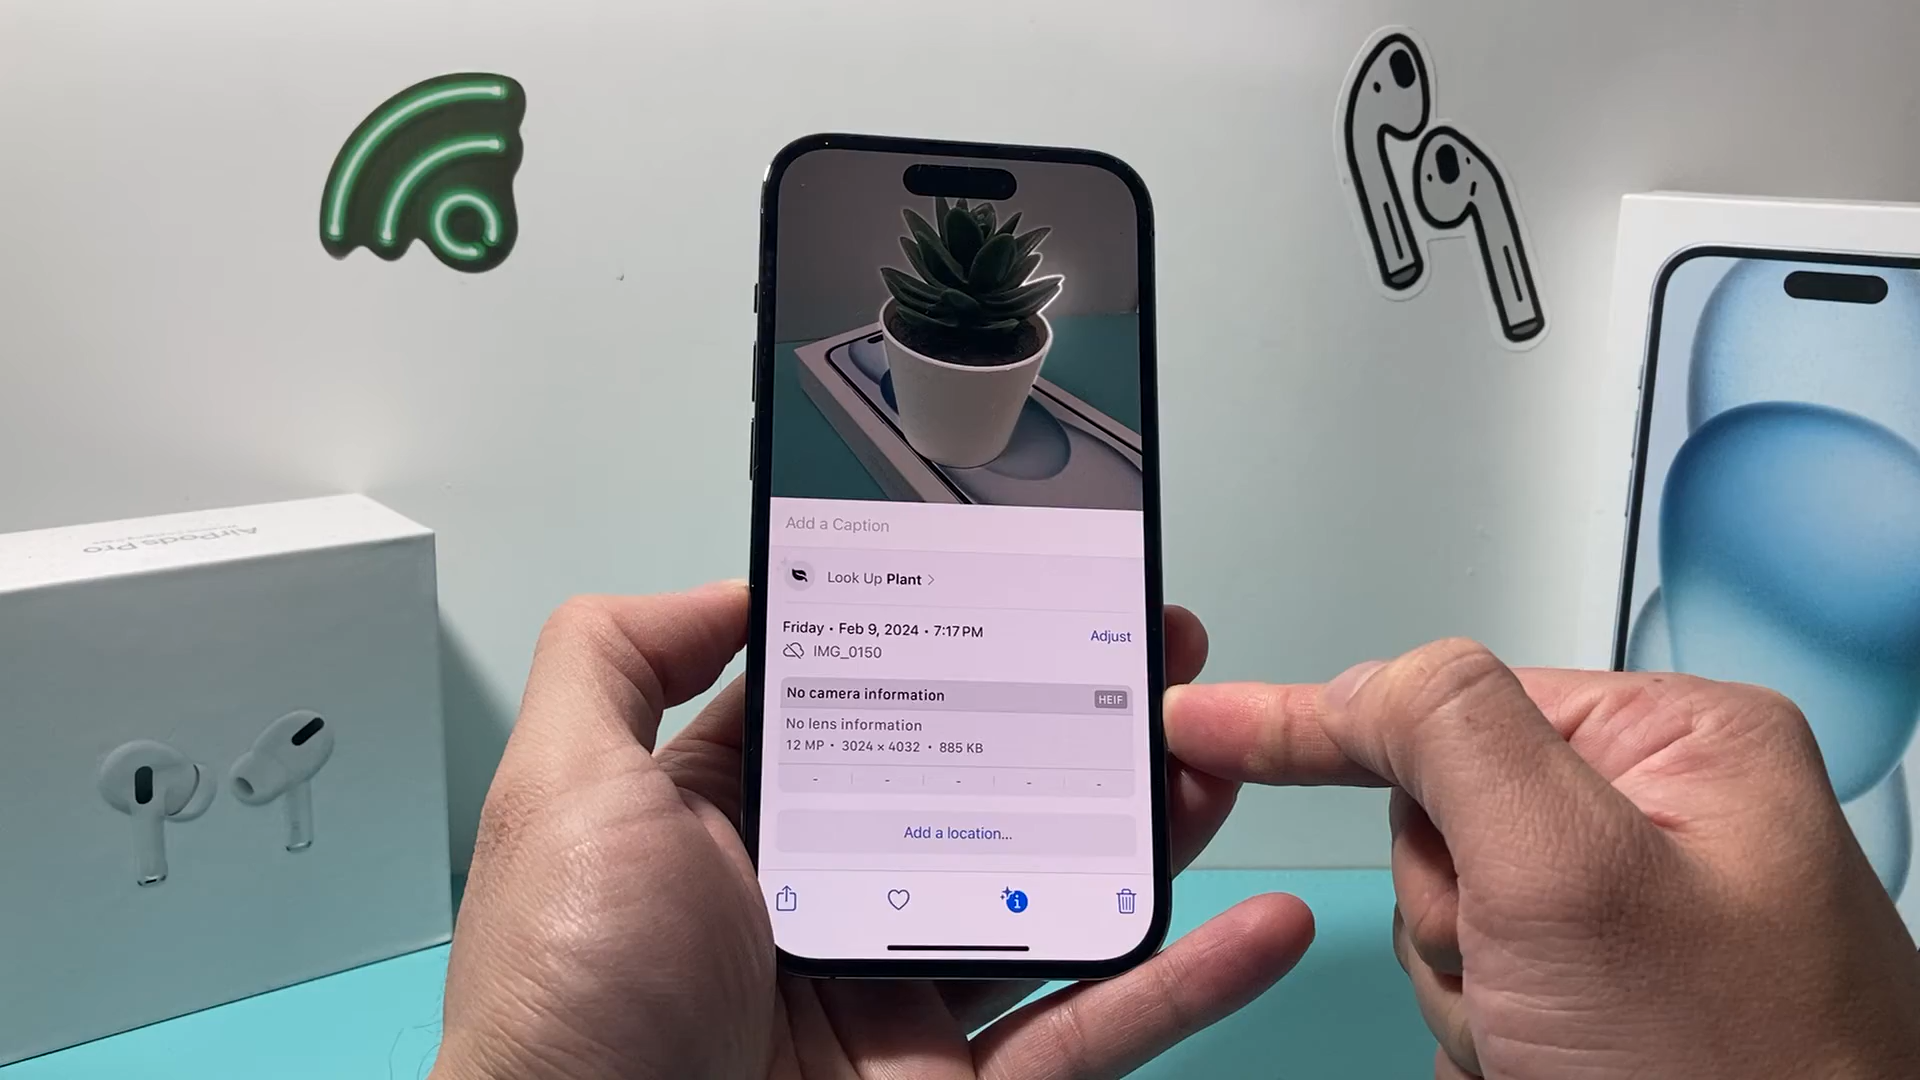 AirPods Pro
Add a Caption
Look Up Plant >
Friday • Feb 9, 2024 • 7:17 PM
Adjust
IMG_0150
No camera information
HEIF
No lens information
12 MP • 3024 × 4032 • 885 KB
- - - - -
Add a location...